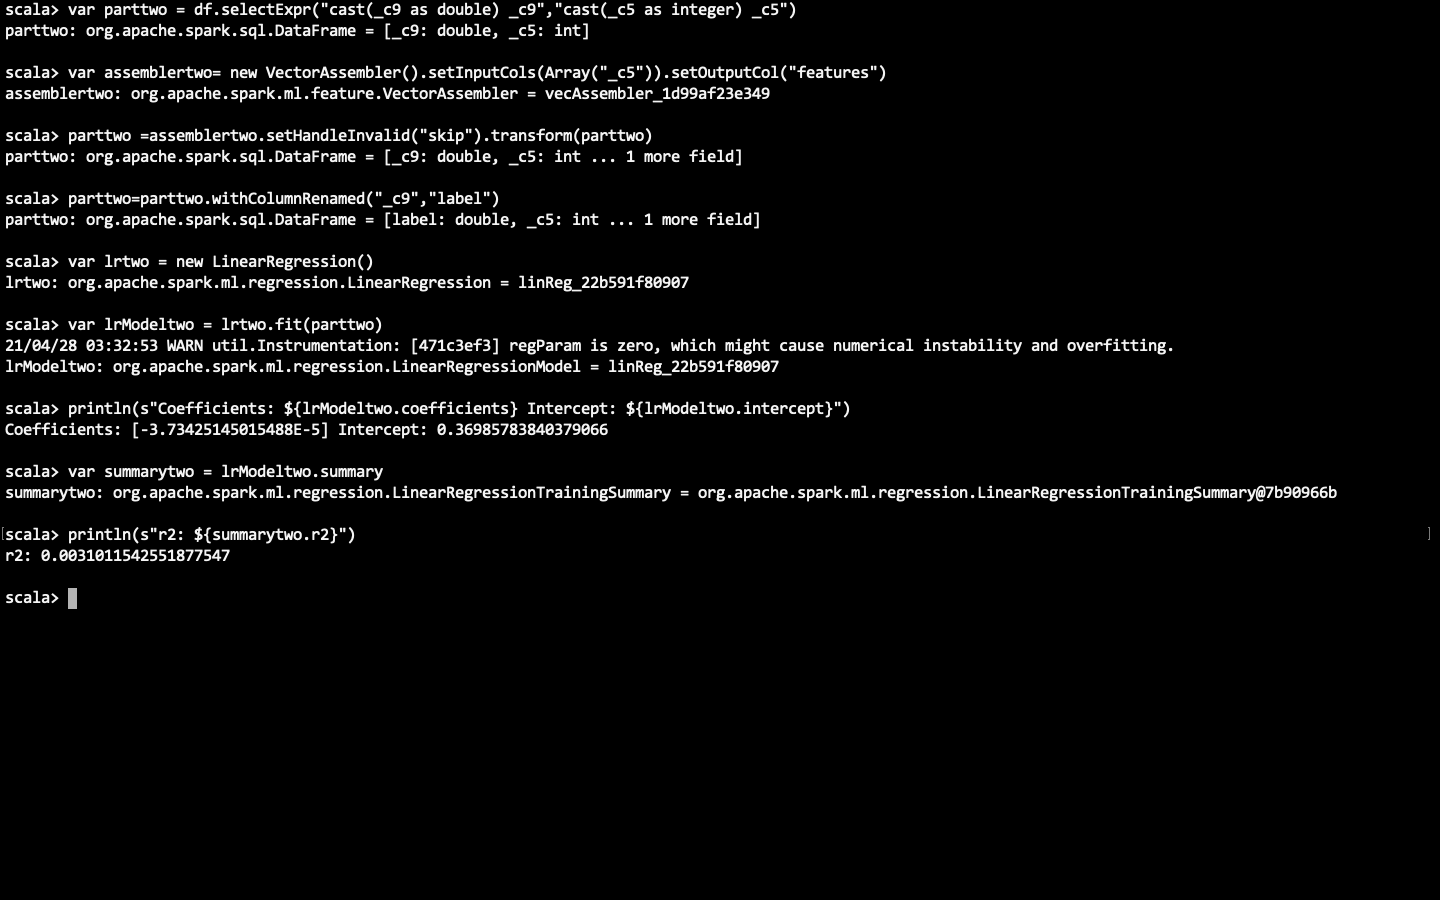 scala> var parttwo = df.selectExpr("cast(_c9 as double) _c9","cast(_c5 as integer) _c5")
parttwo: org.apache.spark.sql.DataFrame = [_c9: double, _c5: int]
scala> var assemblertwo= new VectorAssembler().setInputCols(Array("_c5")).setOutputCol("features")
assemblertwo: org.apache.spark.ml.feature.VectorAssembler = vecAssembler_1d99af23e349
scala> parttwo =assemblertwo.setHandleInvalid("skip").transform(parttwo)
parttwo: org.apache.spark.sql.DataFrame = [_c9: double, _c5: int ... 1 more field]
scala> parttwo=parttwo.withColumnRenamed("_c9","label")
parttwo: org.apache.spark.sql.DataFrame = [label: double, _c5: int ... 1 more field]
scala> var lrtwo = new LinearRegression()
lrtwo: org.apache.spark.ml.regression.LinearRegression = linReg_22b591f80907
scala> var lrModeltwo = lrtwo.fit(parttwo)
21/04/28 03:32:53 WARN util.Instrumentation: [471c3ef3] regParam is zero, which might cause numerical instability and overfitting.
lrModeltwo: org.apache.spark.ml.regression.LinearRegressionModel = linReg_22b591f80907
scala> println(s"Coefficients: ${lrModeltwo.coefficients} Intercept: ${lrModeltwo.intercept}")
Coefficients: [-3.73425145015488E-5] Intercept: 0.36985783840379066
scala> var summarytwo = lrModeltwo.summary
summarytwo: org.apache.spark.ml.regression.LinearRegressionTrainingSummary = org.apache.spark.ml.regression.LinearRegressionTrainingSummary@7b90966b
[scala> println(s"r2: ${summarytwo.r2}") ]
r2: 0.0031011542551877547
scala>